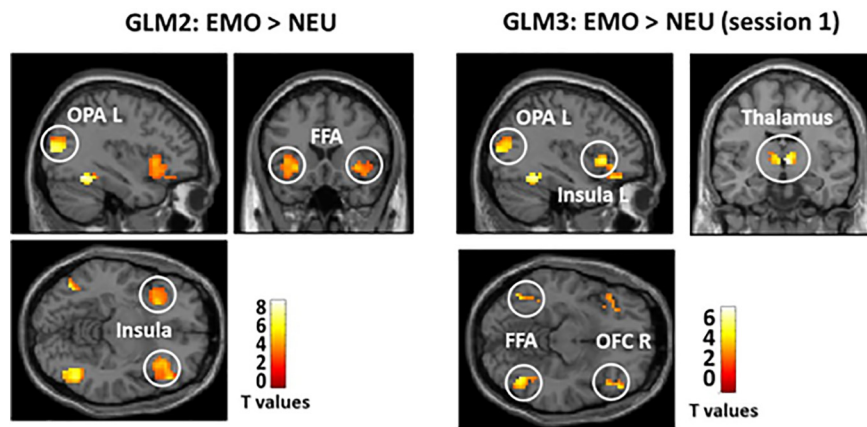 GLM2: EMO > NEU
OPA L
FFA
Insula
8
6
4
2
0
T values
GLM3: EMO > NEU (session 1)
OPA L
Insula L
Thalamus
FFA
OFC R
6
4
2
0
T values